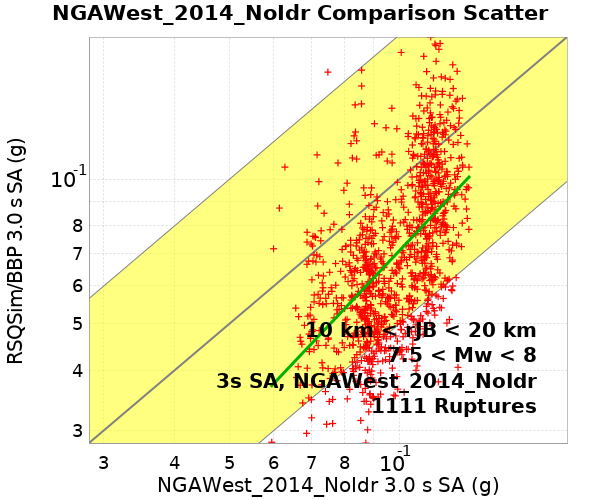 NGAWest_2014_NoIdr Comparison Scatter
RSQSim/BBP 3.0 s SA (g)
10-1
8
7
6
5
4
3
10 km < rJB < 20 km
7.5 < Mw < 8
3s SA, NGAWest_2014_NoIdr
1111 Ruptures
3 4 5 6 7 8 10-1
NGAWest_2014_NoIdr 3.0 s SA (g)